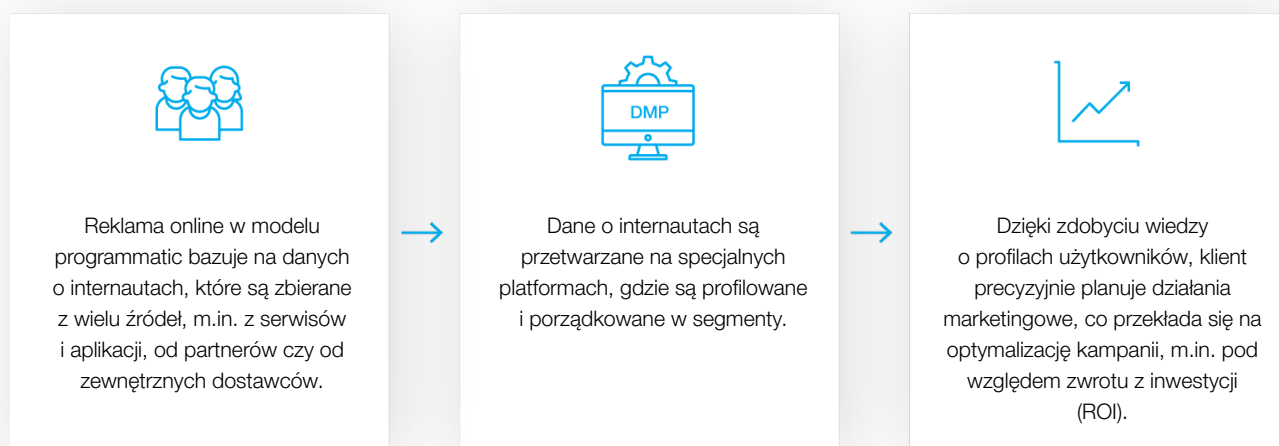 Reklama online w modelu
programmatic bazuje na danych
o internautach, które są zbierane
z wielu źródeł, m.in. z serwisów
i aplikacji, od partnerów czy od
zewnętrznych dostawców.
DMP
Dane o internautach są
przetwarzane na specjalnych
platformach, gdzie są profilowane
i porządkowane w segmenty.
Dzięki zdobyciu wiedzy
o profilach użytkowników, klient
precyzyjnie planuje działania
marketingowe, co przekłada się na
optymalizację kampanii, m.in. pod
względem zwrotu z inwestycji
(ROI).